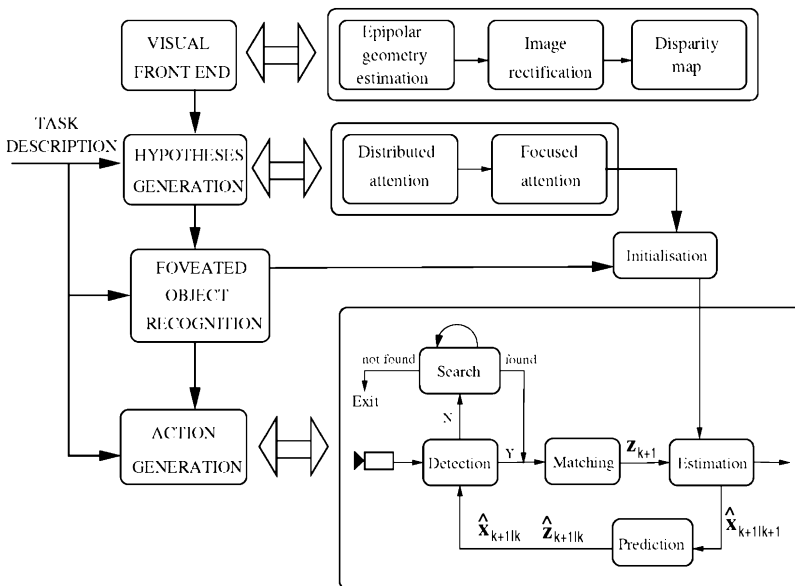 VISUAL
FRONT END
Epipolar
geometry
estimation
Image
rectification
Disparity
map
TASK
DESCRIPTION
HYPOTHESES
GENERATION
Distributed
attention
Focused
attention
Initialisation
FOVEATED
OBJECT
RECOGNITION
not found
found
Search
Exit
N
ACTION
GENERATION
Detection
Y
Matching
z_{k+1}
Estimation
x̂_{k+1|k}
ẑ_{k+1|k}
Prediction
x̂_{k+1|k+1}